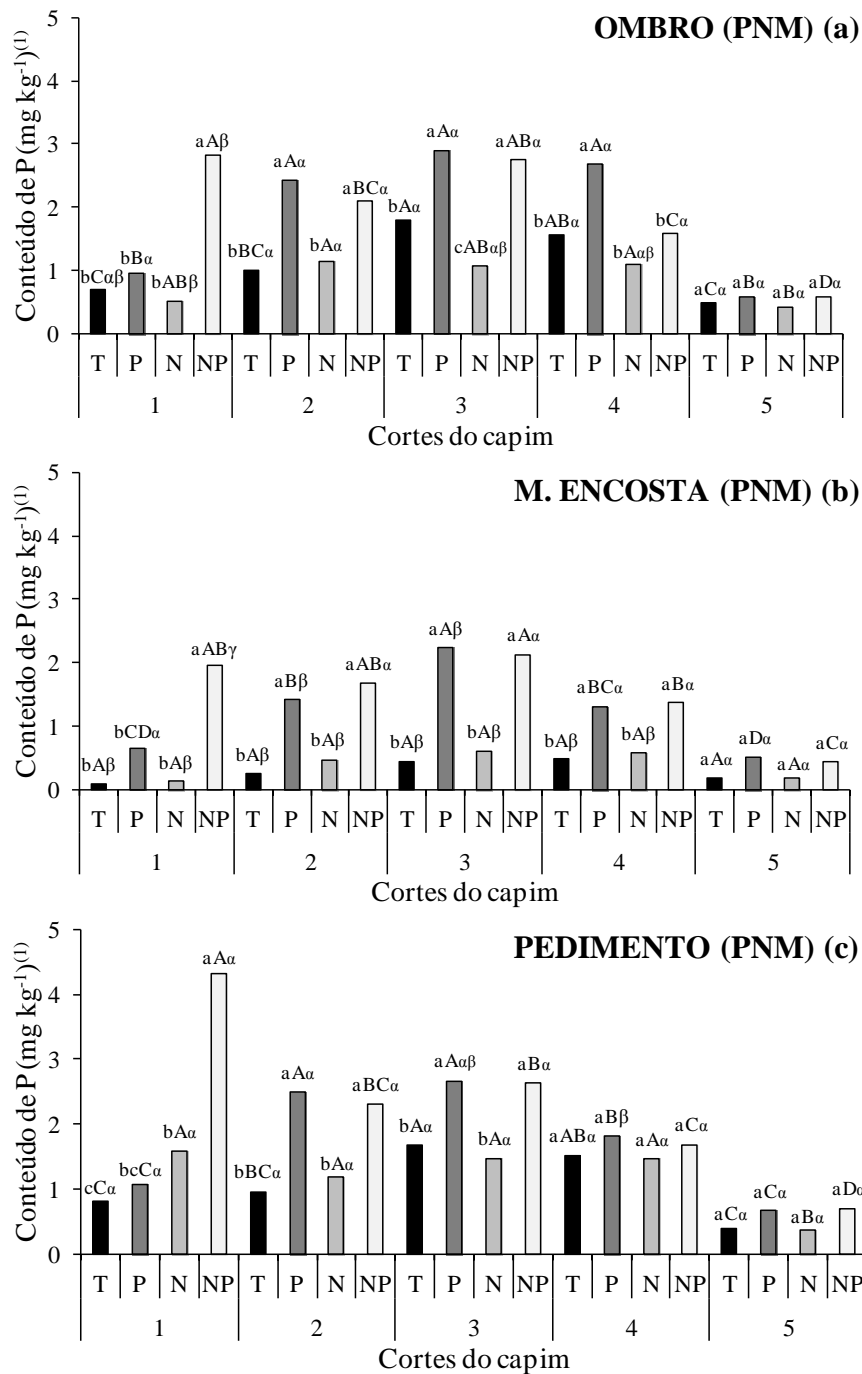 OMBRO (PNM) (a)
Conteúdo de P (mg kg⁻¹)⁽¹⁾
5
4
3
2
1
0
bCαβ bBα bABβ aAβ bBCα aAα bAα aBCα bAα aAα cABαβ aABα bABα aAα bAαβ bCα aCα aBα aBα aDα
T P N NP T P N NP T P N NP T P N NP T P N NP
1 2 3 4 5
Cortes do capim
M. ENCOSTA (PNM) (b)
Conteúdo de P (mg kg⁻¹)⁽¹⁾
5
4
3
2
1
0
bAβ bCDα bAβ aABγ bAβ aBβ bAβ aABα bAβ aAβ bAβ aAα bAβ aBCα bAβ aBα aAα aDα aAα aCα
T P N NP T P N NP T P N NP T P N NP T P N NP
1 2 3 4 5
Cortes do capim
PEDIMENTO (PNM) (c)
Conteúdo de P (mg kg⁻¹)⁽¹⁾
5
4
3
2
1
0
cCα bcCα bAα aAα bBCα aAα bAα aBCα bAα aAαβ bAα aBα aABα aBβ aAα aCα aCα aCα aBα aDα
T P N NP T P N NP T P N NP T P N NP T P N NP
1 2 3 4 5
Cortes do capim